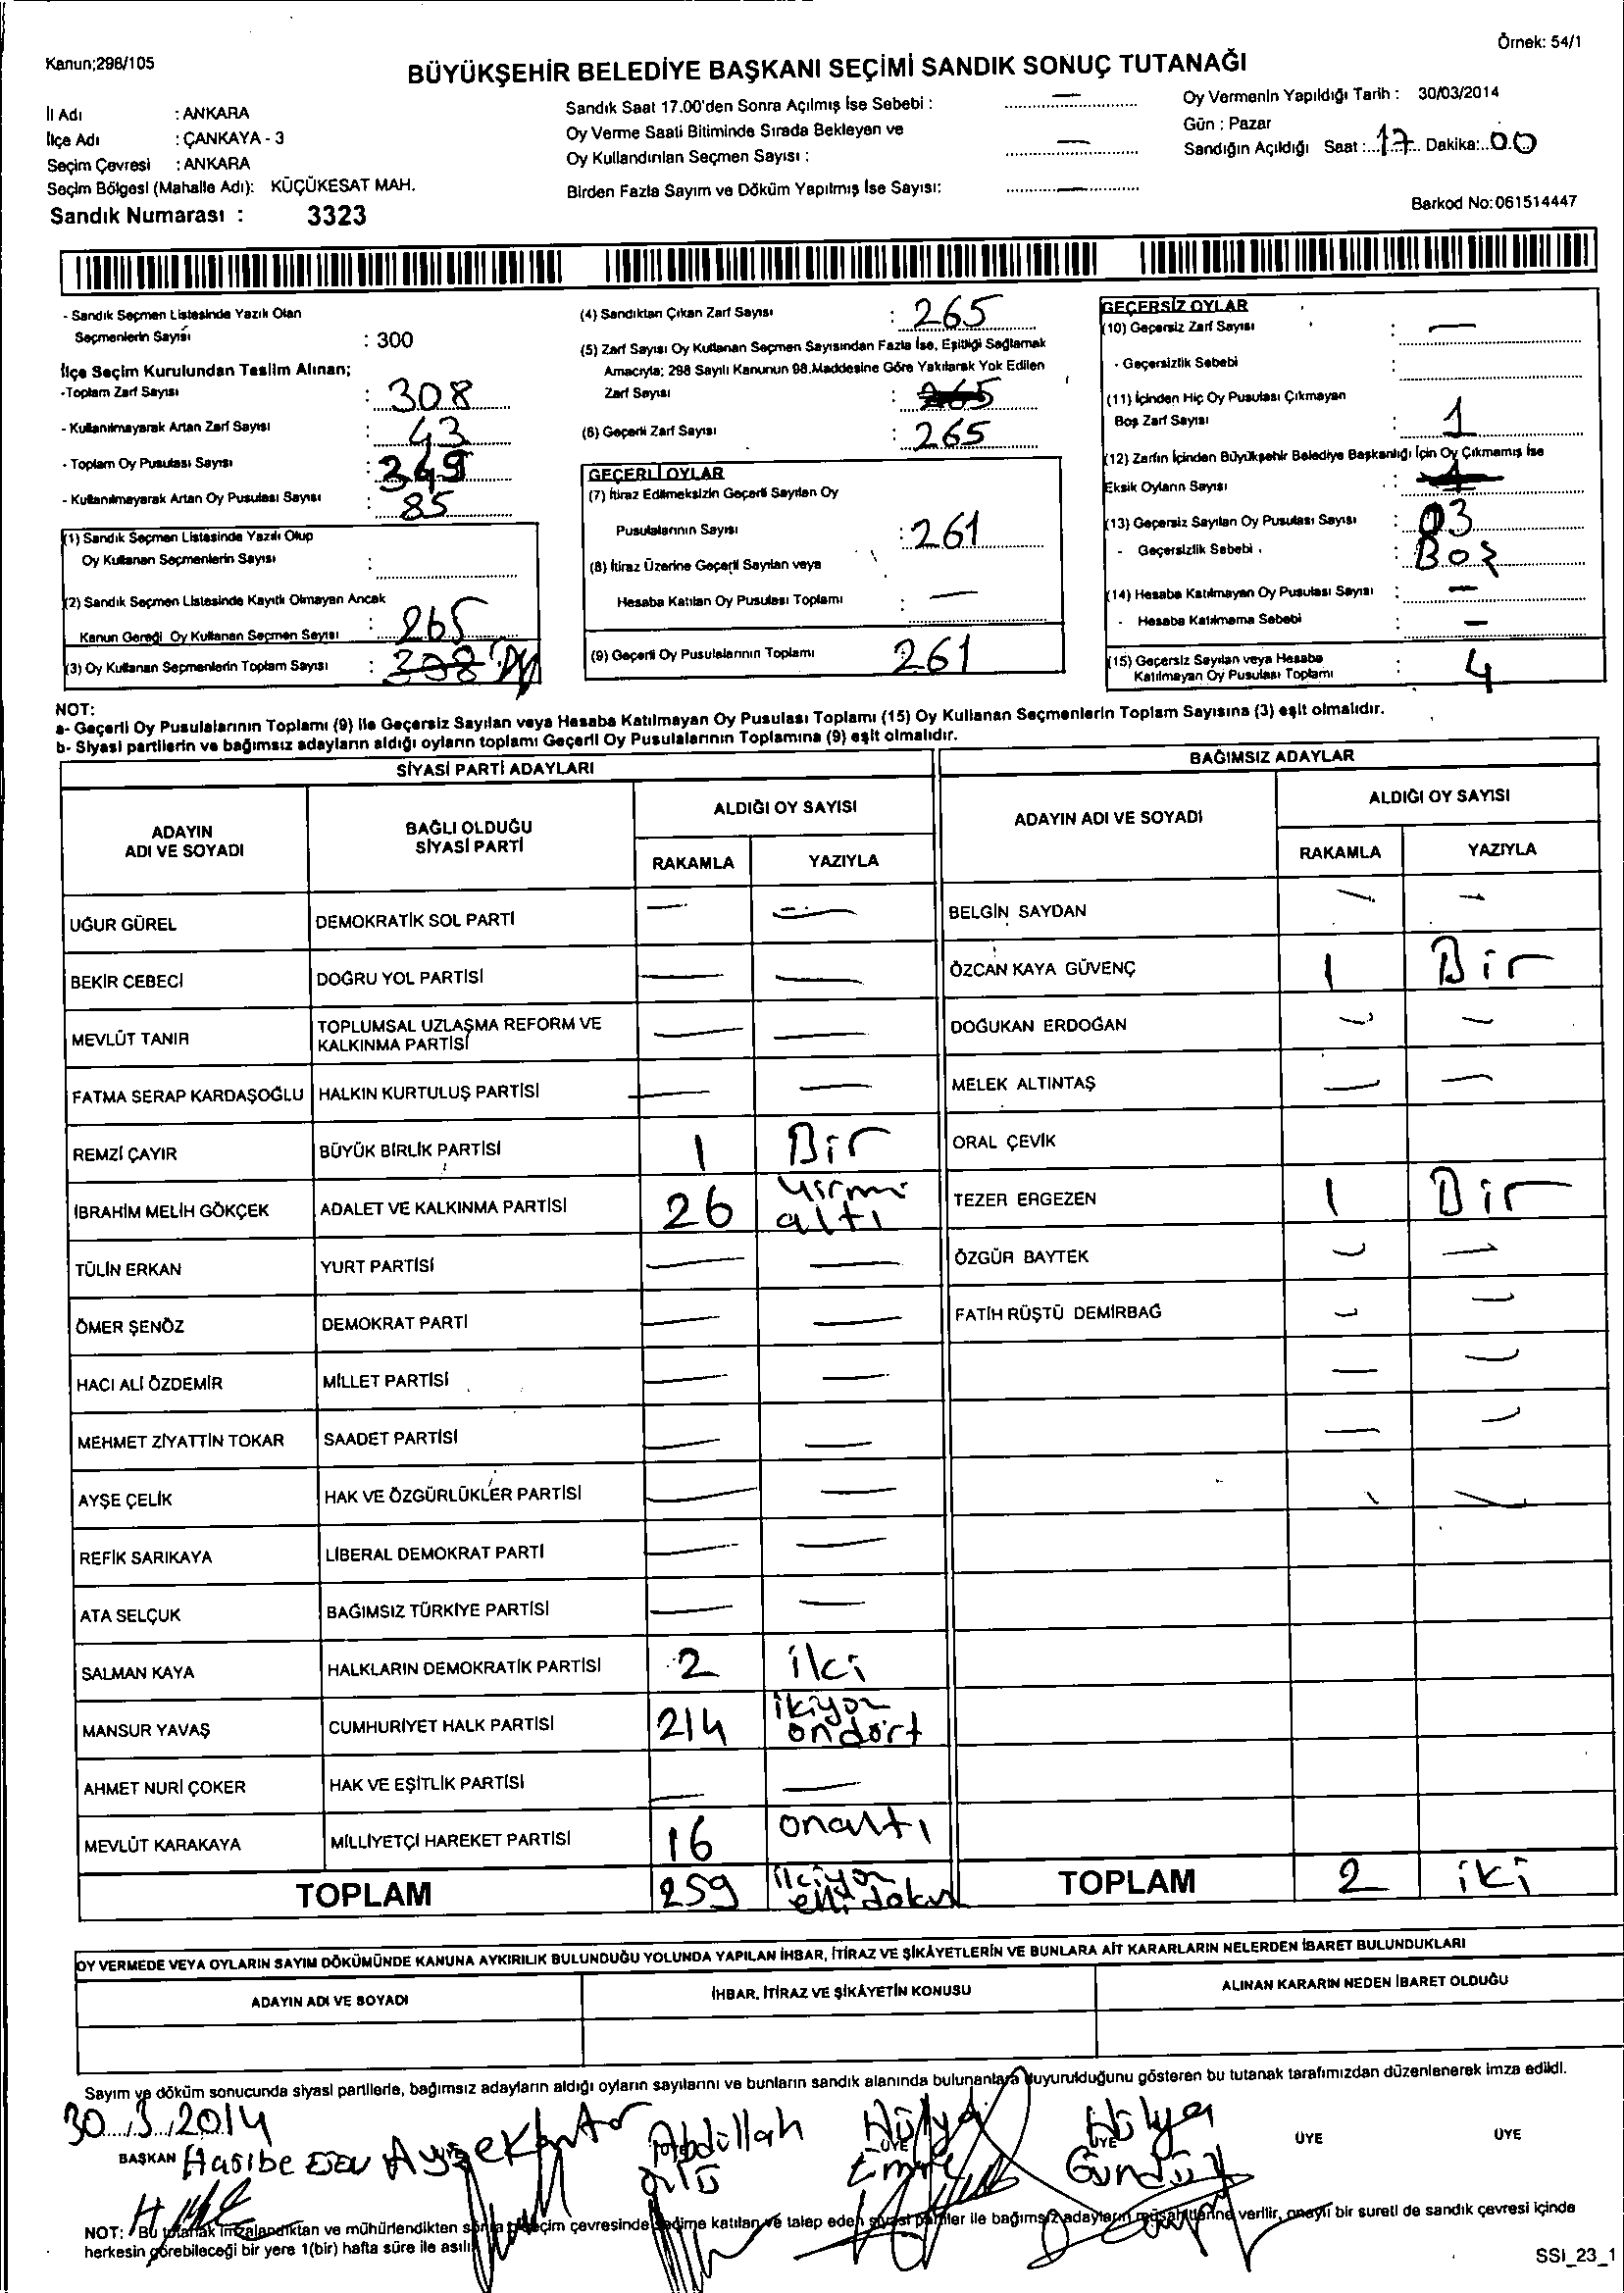 Örnek: 54/1
Kanun;298/105
BÜYÜKŞEHİR BELEDİYE BAŞKANI SEÇİMİ SANDIK SONUÇ TUTANAĞI
İl Adı : ANKARA
İlçe Adı : ÇANKAYA - 3
Seçim Çevresi : ANKARA
Seçim Bölgesi (Mahalle Adı): KÜÇÜKESAT MAH.
Sandık Numarası : 3323
Sandık Saat 17.00'den Sonra Açılmış İse Sebebi : —
Oy Verme Saati Bitiminde Sırada Bekleyen ve
Oy Kullandırılan Seçmen Sayısı : —
Birden Fazla Sayım ve Döküm Yapılmış İse Sayısı: —
Oy Vermenin Yapıldığı Tarih : 30/03/2014
Gün : Pazar
Sandığın Açıldığı Saat : 17 Dakika: 00
Barkod No:061514447
- Sandık Seçmen Listesinde Yazılı Olan
Seçmenlerin Sayısı : 300
İlçe Seçim Kurulundan Teslim Alınan;
-Toplam Zarf Sayısı : 308
- Kullanılmayarak Artan Zarf Sayısı : 43
- Toplam Oy Pusulası Sayısı : 349
- Kullanılmayarak Artan Oy Pusulası Sayısı : 85
(1) Sandık Seçmen Listesinde Yazılı Olup
Oy Kullanan Seçmenlerin Sayısı :
(2) Sandık Seçmen Listesinde Kayıtlı Olmayan Ancak
Kanun Gereği Oy Kullanan Seçmen Sayısı : 265
(3) Oy Kullanan Seçmenlerin Toplam Sayısı : 308
(4) Sandıktan Çıkan Zarf Sayısı : 265
(5) Zarf Sayısı Oy Kullanan Seçmen Sayısından Fazla İse, Eşitliği Sağlamak
Amacıyla; 298 Sayılı Kanunun 98.Maddesine Göre Yakılarak Yok Edilen
Zarf Sayısı : 265
(6) Geçerli Zarf Sayısı : 265
GEÇERLİ OYLAR
(7) İtiraz Edilmeksizin Geçerli Sayılan Oy
Pusulalarının Sayısı : 261
(8) İtiraz Üzerine Geçerli Sayılan veya
Hesaba Katılan Oy Pusulası Toplamı : —
(9) Geçerli Oy Pusulalarının Toplamı 261
GEÇERSİZ OYLAR
(10) Geçersiz Zarf Sayısı : —
- Geçersizlik Sebebi :
(11) İçinden Hiç Oy Pusulası Çıkmayan
Boş Zarf Sayısı : 1
(12) Zarfın İçinden Büyükşehir Belediye Başkanlığı İçin Oy Çıkmamış İse
Eksik Oyların Sayısı :
(13) Geçersiz Sayılan Oy Pusulası Sayısı : 03
- Geçersizlik Sebebi : Boş
(14) Hesaba Katılmayan Oy Pusulası Sayısı : —
- Hesaba Katılmama Sebebi : —
(15) Geçersiz Sayılan veya Hesaba
Katılmayan Oy Pusulası Toplamı : 4
NOT:
a- Geçerli Oy Pusulalarının Toplamı (9) ile Geçersiz Sayılan veya Hesaba Katılmayan Oy Pusulası Toplamı (15) Oy Kullanan Seçmenlerin Toplam Sayısına (3) eşit olmalıdır.
b- Siyasi partilerin ve bağımsız adayların aldığı oyların toplamı Geçerli Oy Pusulalarının Toplamına (9) eşit olmalıdır.
SİYASİ PARTİ ADAYLARI
ADAYIN
ADI VE SOYADI
BAĞLI OLDUĞU
SİYASİ PARTİ
ALDIĞI OY SAYISI
RAKAMLA YAZIYLA
UĞUR GÜREL DEMOKRATİK SOL PARTİ — —
BEKİR CEBECİ DOĞRU YOL PARTİSİ — —
MEVLÜT TANIR TOPLUMSAL UZLAŞMA REFORM VE
KALKINMA PARTİSİ — —
FATMA SERAP KARDAŞOĞLU HALKIN KURTULUŞ PARTİSİ — —
REMZİ ÇAYIR BÜYÜK BİRLİK PARTİSİ 1 Bir
İBRAHİM MELİH GÖKÇEK ADALET VE KALKINMA PARTİSİ 26 yirmi
altı
TÜLİN ERKAN YURT PARTİSİ — —
ÖMER ŞENÖZ DEMOKRAT PARTİ — —
HACI ALİ ÖZDEMİR MİLLET PARTİSİ — —
MEHMET ZİYATTİN TOKAR SAADET PARTİSİ — —
AYŞE ÇELİK HAK VE ÖZGÜRLÜKLER PARTİSİ — —
REFİK SARIKAYA LİBERAL DEMOKRAT PARTİ — —
ATA SELÇUK BAĞIMSIZ TÜRKİYE PARTİSİ — —
SALMAN KAYA HALKLARIN DEMOKRATİK PARTİSİ 2 iki
MANSUR YAVAŞ CUMHURİYET HALK PARTİSİ 214 ikiyüz
ondört
AHMET NURİ ÇOKER HAK VE EŞİTLİK PARTİSİ — —
MEVLÜT KARAKAYA MİLLİYETÇİ HAREKET PARTİSİ 16 onaltı
TOPLAM 259 ikiyüz
elli dokuz
BAĞIMSIZ ADAYLAR
ADAYIN ADI VE SOYADI
ALDIĞI OY SAYISI
RAKAMLA YAZIYLA
BELGİN SAYDAN — —
ÖZCAN KAYA GÜVENÇ 1 Bir
DOĞUKAN ERDOĞAN — —
MELEK ALTINTAŞ — —
ORAL ÇEVİK
TEZER ERGEZEN 1 Bir
ÖZGÜR BAYTEK — —
FATİH RÜŞTÜ DEMİRBAĞ — —
TOPLAM 2 iki
OY VERMEDE VEYA OYLARIN SAYIM DÖKÜMÜNDE KANUNA AYKIRILIK BULUNDUĞU YOLUNDA YAPILAN İHBAR, İTİRAZ VE ŞİKÂYETLERİN VE BUNLARA AİT KARARLARIN NELERDEN İBARET BULUNDUKLARI
ADAYIN ADI VE SOYADI İHBAR, İTİRAZ VE ŞİKÂYETİN KONUSU ALINAN KARARIN NEDEN İBARET OLDUĞU
Sayım ve döküm sonucunda siyasi partilerle, bağımsız adayların aldığı oyların sayılarını ve bunların sandık alanında bulunanlara duyurulduğunu gösteren bu tutanak tarafımızdan düzenlenerek imza edildi.
30.3.2014
BAŞKAN Hasibe Abdullah Hülya Emre Hülya Gündüz ÜYE ÜYE
NOT: Bu tutanak imzalandıktan ve mühürlendikten sonra seçim çevresinde seçime katılan ve talep eden siyasi partiler ile bağımsız adayların müşahitlerine verilir, onaylı bir sureti de sandık çevresi içinde
herkesin görebileceği bir yere 1(bir) hafta süre ile asılır
SSI_23_1